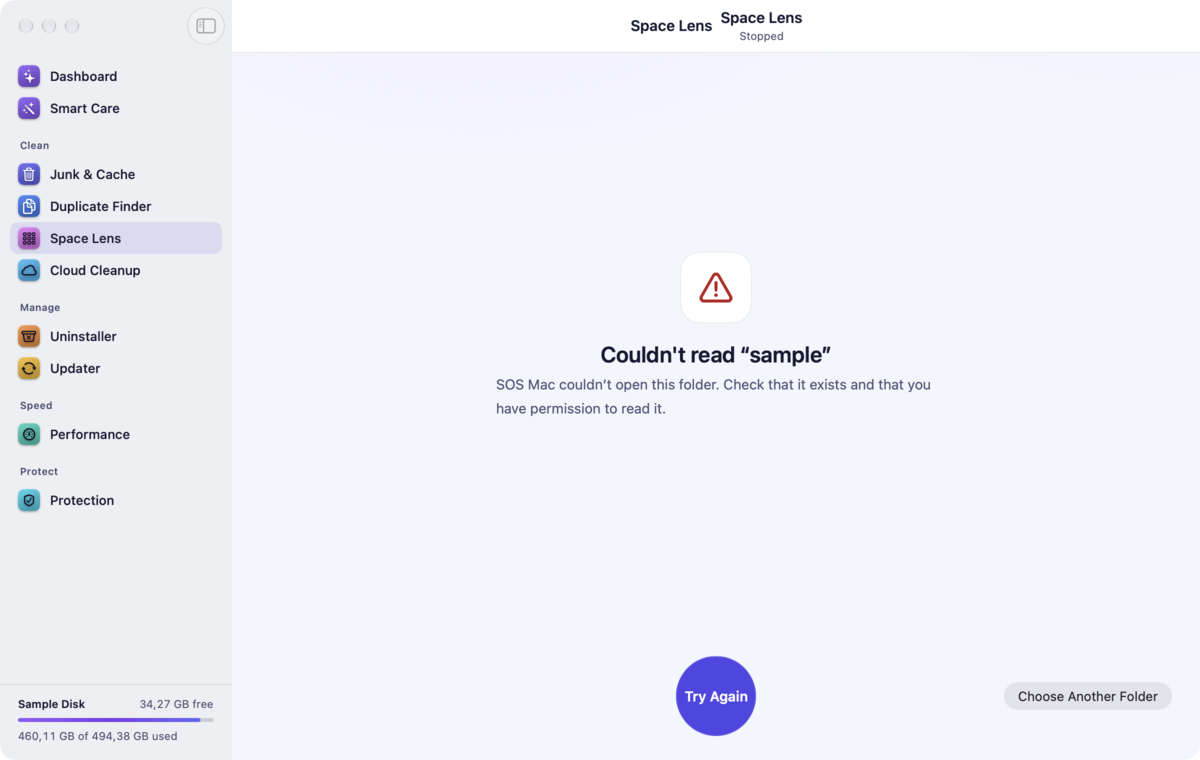 Space Lens
Space Lens
Stopped
Dashboard
Smart Care
Clean
Junk & Cache
Duplicate Finder
Space Lens
Cloud Cleanup
Manage
Uninstaller
Updater
Speed
Performance
Protect
Protection
Sample Disk 34,27 GB free
460,11 GB of 494,38 GB used
Couldn't read “sample”
SOS Mac couldn’t open this folder. Check that it exists and that you
have permission to read it.
Try Again
Choose Another Folder